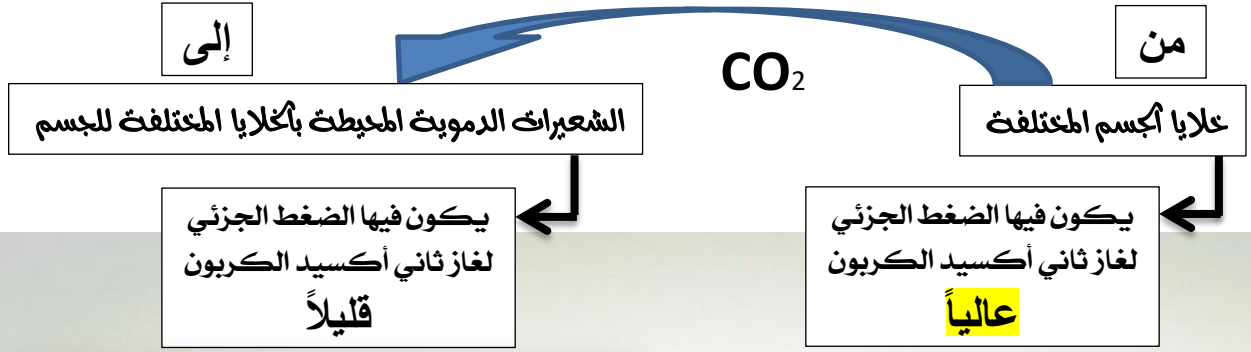 من
إلى
CO2
خلايا الجسم المختلفة
الشعيرات الدموية المحيطة بالخلايا المختلفة للجسم
يكون فيها الضغط الجزئي
لغاز ثاني أكسيد الكربون
عالياً
يكون فيها الضغط الجزئي
لغاز ثاني أكسيد الكربون
قليلاً